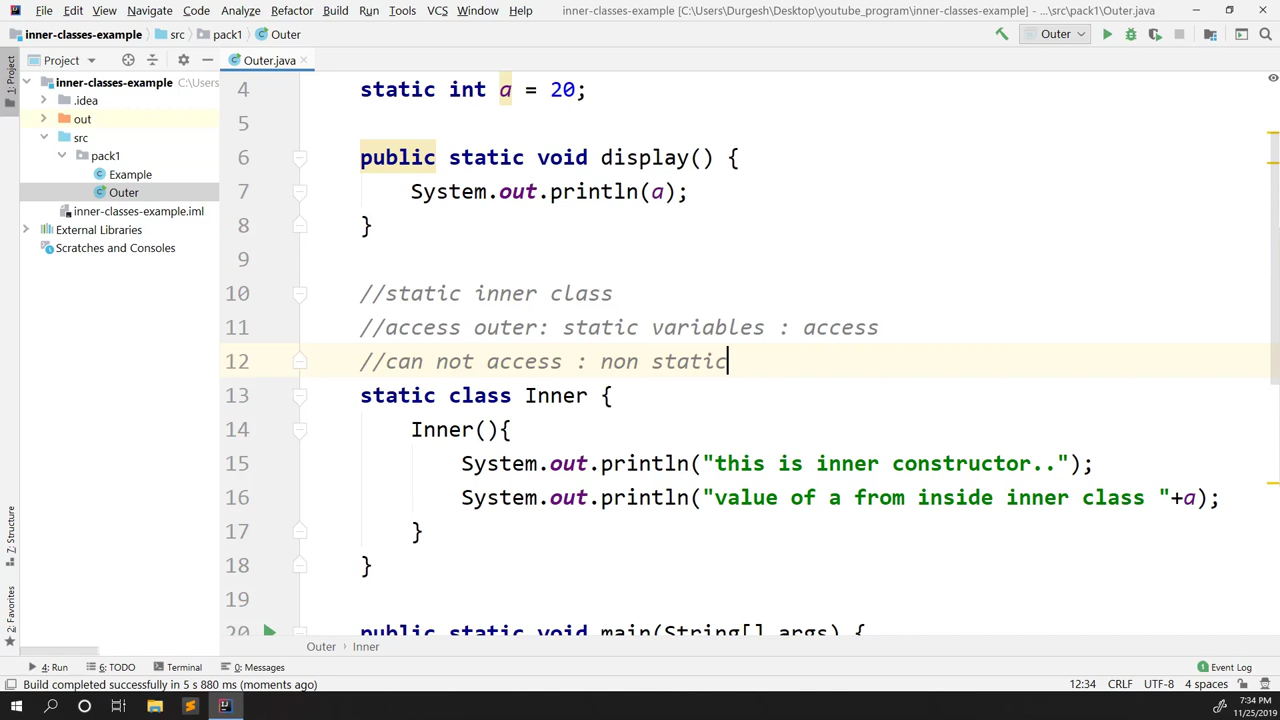 File Edit View Navigate Code Analyze Refactor Build Run Tools VCS Window Help inner-classes-example [C:\Users\Durgesh\Desktop\youtube_program\inner-classes-example] - ...\src\pack1\Outer.java
inner-classes-example src pack1 Outer Outer
Project Outer.java
1: Project
inner-classes-example C:\Users
.idea
out
src
pack1
Example
Outer
inner-classes-example.iml
External Libraries
Scratches and Consoles
4 static int a = 20;
5
6 public static void display() {
7 System.out.println(a);
8 }
9
10 //static inner class
11 //access outer: static variables : access
12 //can not access : non static
13 static class Inner {
14 Inner(){
15 System.out.println("this is inner constructor..");
16 System.out.println("value of a from inside inner class "+a);
17 }
18 }
19
20 public static void main(String[] args) {
Z: Structure
2: Favorites
Outer Inner
4: Run 6: TODO Terminal 0: Messages Event Log
Build completed successfully in 5 s 880 ms (moments ago) 12:34 CRLF UTF-8 4 spaces
7:34 PM
11/25/2019